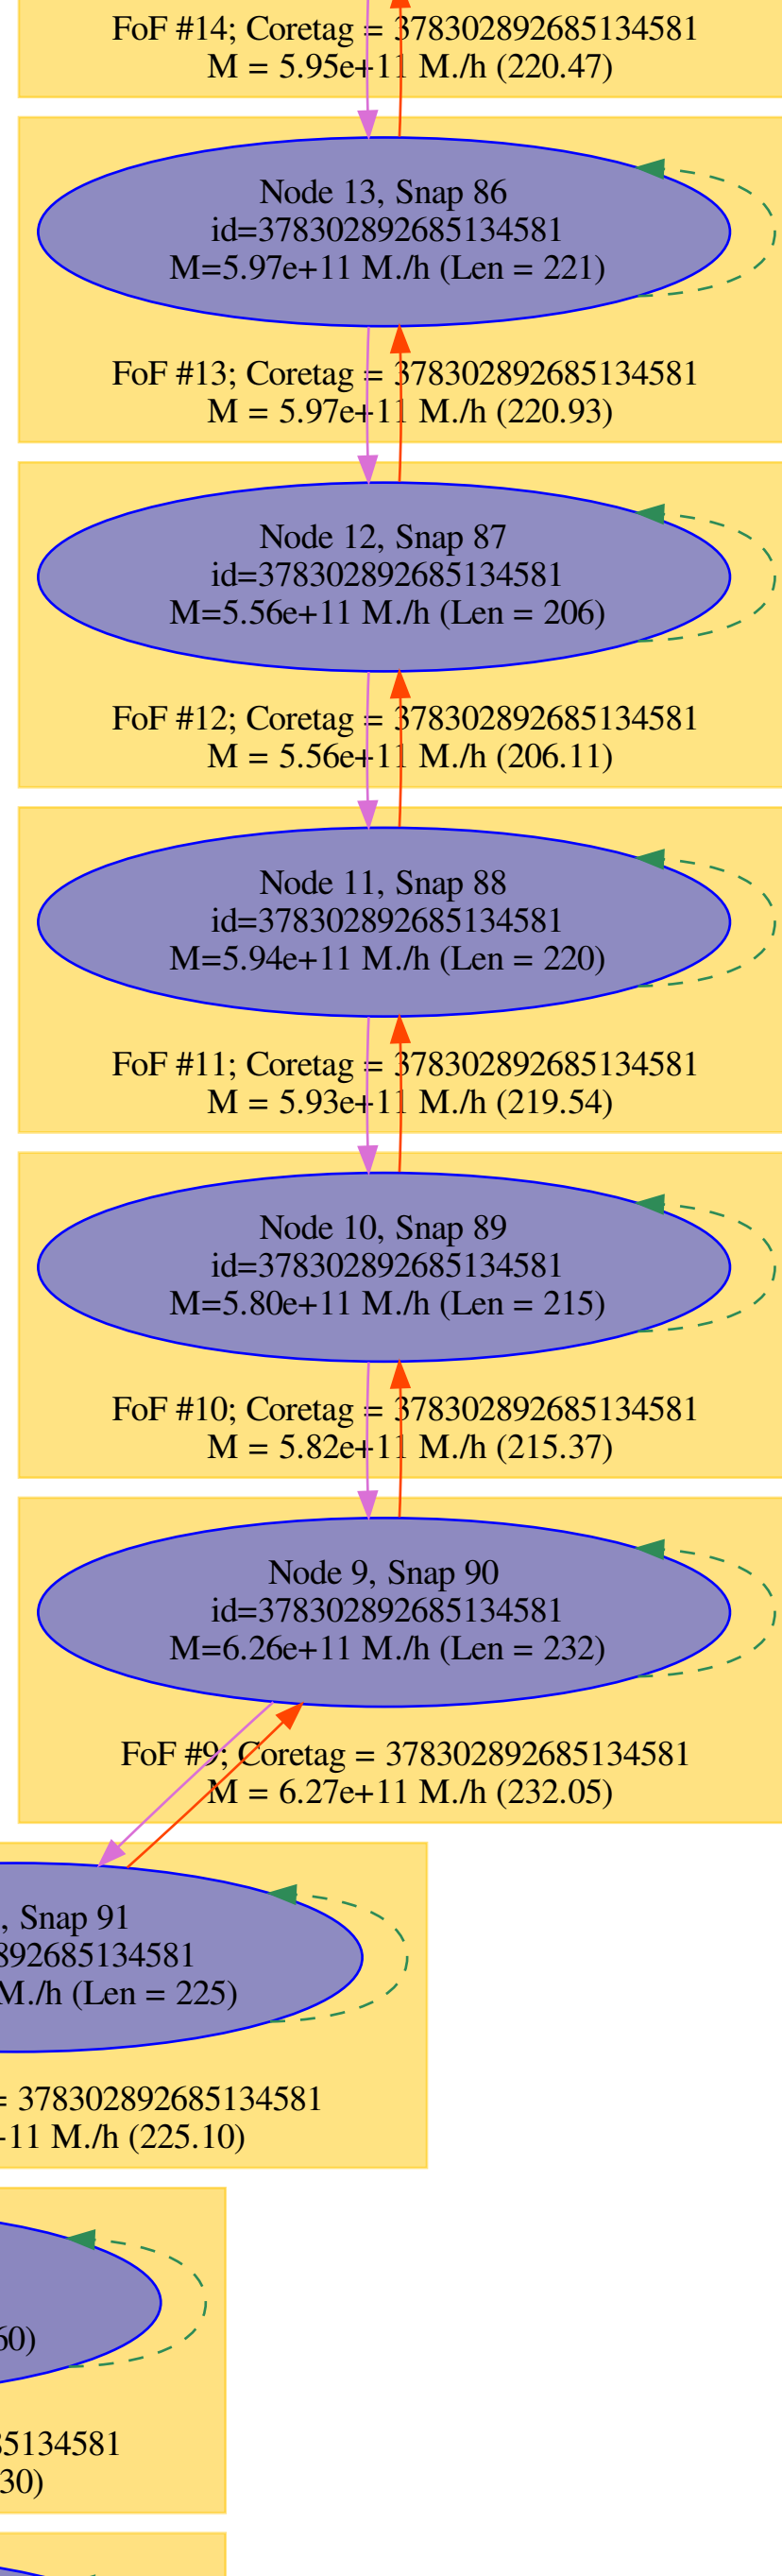 FoF #14; Coretag = 378302892685134581
M = 5.95e+11 M./h (220.47)
Node 13, Snap 86
id=378302892685134581
M=5.97e+11 M./h (Len = 221)
FoF #13; Coretag = 378302892685134581
M = 5.97e+11 M./h (220.93)
Node 12, Snap 87
id=378302892685134581
M=5.56e+11 M./h (Len = 206)
FoF #12; Coretag = 378302892685134581
M = 5.56e+11 M./h (206.11)
Node 11, Snap 88
id=378302892685134581
M=5.94e+11 M./h (Len = 220)
FoF #11; Coretag = 378302892685134581
M = 5.93e+11 M./h (219.54)
Node 10, Snap 89
id=378302892685134581
M=5.80e+11 M./h (Len = 215)
FoF #10; Coretag = 378302892685134581
M = 5.82e+11 M./h (215.37)
Node 9, Snap 90
id=378302892685134581
M=6.26e+11 M./h (Len = 232)
FoF #9; Coretag = 378302892685134581
M = 6.27e+11 M./h (232.05)
, Snap 91
892685134581
M./h (Len = 225)
= 378302892685134581
+11 M./h (225.10)
60)
85134581
30)